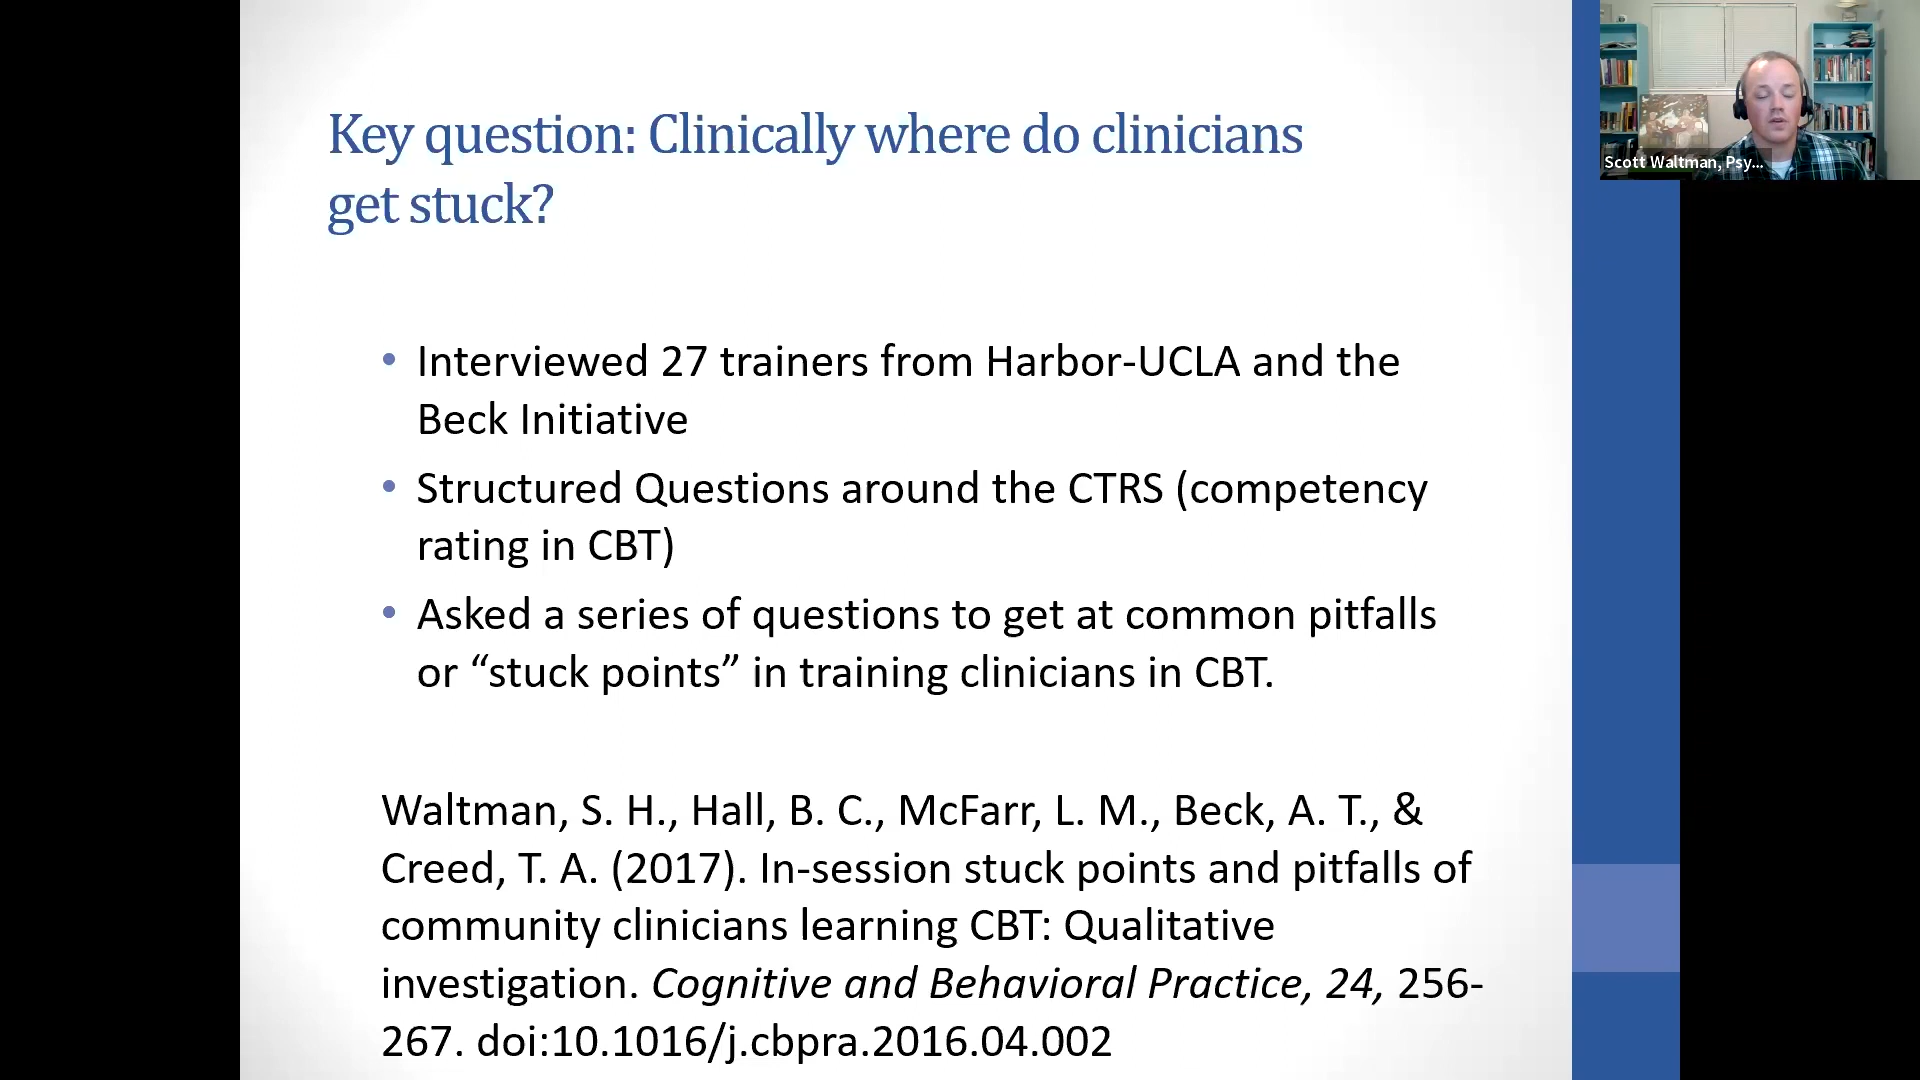 Key question: Clinically where do clinicians
get stuck?
Scott Waltman, Psy...
• Interviewed 27 trainers from Harbor-UCLA and the
Beck Initiative
• Structured Questions around the CTRS (competency
rating in CBT)
• Asked a series of questions to get at common pitfalls
or “stuck points” in training clinicians in CBT.
Waltman, S. H., Hall, B. C., McFarr, L. M., Beck, A. T., &
Creed, T. A. (2017). In-session stuck points and pitfalls of
community clinicians learning CBT: Qualitative
investigation. Cognitive and Behavioral Practice, 24, 256-
267. doi:10.1016/j.cbpra.2016.04.002